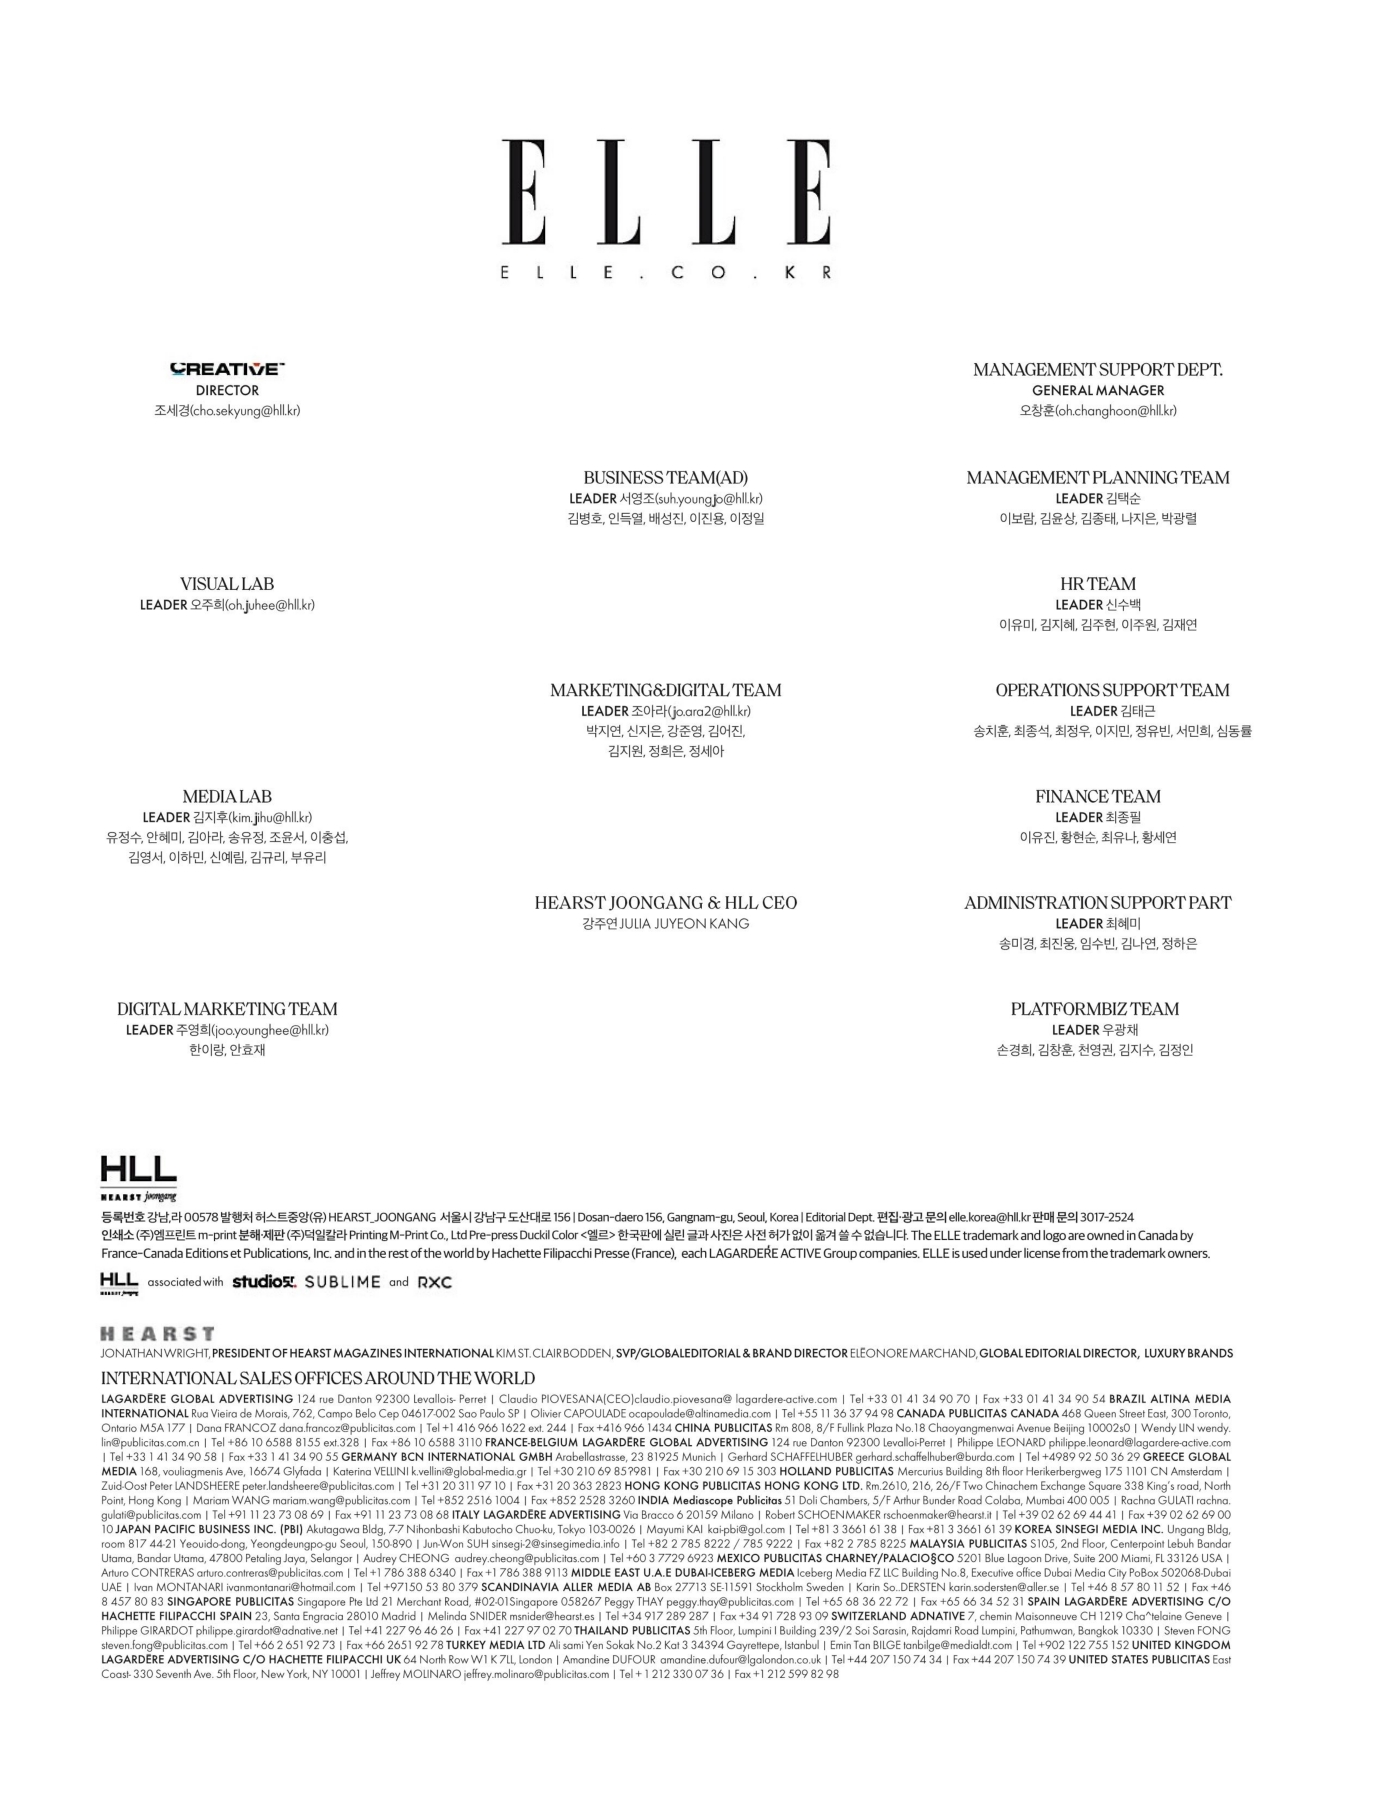 ELLE
ELLE.CO.KR
CREATIVE™
DIRECTOR
조세경(cho.sekyung@hll.kr)
VISUAL LAB
LEADER 오주희(oh.juhee@hll.kr)
MEDIA LAB
LEADER 김지후(kim.jihu@hll.kr)
유정수, 안혜미, 김아라, 송유정, 조윤서, 이충섭,
김영서, 이하민, 신예림, 김규리, 부유리
DIGITAL MARKETING TEAM
LEADER 주영희(joo.younghee@hll.kr)
한이랑, 안효재
BUSINESS TEAM(AD)
LEADER 서영조(suh.youngjo@hll.kr)
김병호, 인득열, 배성진, 이진용, 이정일
MARKETING&DIGITAL TEAM
LEADER 조아라(jo.ara2@hll.kr)
박지연, 신지은, 강준영, 김어진,
김지원, 정희은, 정세아
HEARST JOONGANG & HLL CEO
강주연 JULIA JUYEON KANG
MANAGEMENT SUPPORT DEPT.
GENERAL MANAGER
오창훈(oh.changhoon@hll.kr)
MANAGEMENT PLANNING TEAM
LEADER 김택순
이보람, 김윤상, 김종태, 나지은, 박광렬
HR TEAM
LEADER 신수백
이유미, 김지혜, 김주현, 이주원, 김재연
OPERATIONS SUPPORT TEAM
LEADER 김태근
송치훈, 최종석, 최정우, 이지민, 정유빈, 서민희, 심동률
FINANCE TEAM
LEADER 최종필
이유진, 황현순, 최유나, 황세연
ADMINISTRATION SUPPORT PART
LEADER 최혜미
송미경, 최진웅, 임수빈, 김나연, 정하은
PLATFORMBIZ TEAM
LEADER 우광채
손경희, 김창훈, 천영권, 김지수, 김정인
HLL
HEARST joongang
등록번호 강남,라 00578 발행처 허스트중앙(유) HEARST_JOONGANG 서울시 강남구 도산대로 156 | Dosan-daero 156, Gangnam-gu, Seoul, Korea | Editorial Dept. 편집·광고 문의 elle.korea@hll.kr 판매 문의 3017-2524
인쇄소 (주)엠프린트 m-print 분해·제판 (주)덕일칼라 Printing M-Print Co., Ltd Pre-press Duckil Color <엘르> 한국판에 실린 글과 사진은 사전 허가 없이 옮겨 쓸 수 없습니다. The ELLE trademark and logo are owned in Canada by
France-Canada Editions et Publications, Inc. and in the rest of the world by Hachette Filipacchi Presse (France), each LAGARDEŔE ACTIVE Group companies. ELLE is used under license from the trademark owners.
HLL HEARST joongang associated with studio57. SUBLIME and RXC
HEARST
JONATHAN WRIGHT, PRESIDENT OF HEARST MAGAZINES INTERNATIONAL KIM ST. CLAIR BODDEN, SVP/GLOBAL EDITORIAL & BRAND DIRECTOR ELĒONORE MARCHAND, GLOBAL EDITORIAL DIRECTOR, LUXURY BRANDS
INTERNATIONAL SALES OFFICES AROUND THE WORLD
LAGARDĒRE GLOBAL ADVERTISING 124 rue Danton 92300 Levallois- Perret | Claudio PIOVESANA(CEO)claudio.piovesana@ lagardere-active.com | Tel +33 01 41 34 90 70 | Fax +33 01 41 34 90 54 BRAZIL ALTINA MEDIA
INTERNATIONAL Rua Vieira de Morais, 762, Campo Belo Cep 04617-002 Sao Paulo SP | Olivier CAPOULADE ocapoulade@altinamedia.com | Tel +55 11 36 37 94 98 CANADA PUBLICITAS CANADA 468 Queen Street East, 300 Toronto,
Ontario M5A 177 | Dana FRANCOZ dana.francoz@publicitas.com | Tel +1 416 966 1622 ext. 244 | Fax +416 966 1434 CHINA PUBLICITAS Rm 808, 8/F Fullink Plaza No.18 Chaoyangmenwai Avenue Beijing 10002s0 | Wendy LIN wendy.
lin@publicitas.com.cn | Tel +86 10 6588 8155 ext.328 | Fax +86 10 6588 3110 FRANCE-BELGIUM LAGARDĒRE GLOBAL ADVERTISING 124 rue Danton 92300 Levalloi-Perret | Philippe LEONARD philippe.leonard@lagardere-active.com
| Tel +33 1 41 34 90 58 | Fax +33 1 41 34 90 55 GERMANY BCN INTERNATIONAL GMBH Arabellastrasse, 23 81925 Munich | Gerhard SCHAFFELHUBER gerhard.schaffelhuber@burda.com | Tel +4989 92 50 36 29 GREECE GLOBAL
MEDIA 168, vouliagmenis Ave, 16674 Glyfada | Katerina VELLINI k.vellini@global-media.gr | Tel +30 210 69 85?981 | Fax +30 210 69 15 303 HOLLAND PUBLICITAS Mercurius Building 8th floor Herikerbergweg 175 1101 CN Amsterdam |
Zuid-Oost Peter LANDSHEERE peter.landsheere@publicitas.com | Tel +31 20 311 97 10 | Fax +31 20 363 2823 HONG KONG PUBLICITAS HONG KONG LTD. Rm.2610, 216, 26/F Two Chinachem Exchange Square 338 King's road, North
Point, Hong Kong | Mariam WANG mariam.wang@publicitas.com | Tel +852 2516 1004 | Fax +852 2528 3260 INDIA Mediascope Publicitas 51 Doli Chambers, 5/F Arthur Bunder Road Colaba, Mumbai 400 005 | Rachna GULATI rachna.
gulati@publicitas.com | Tel +91 11 23 73 08 69 | Fax +91 11 23 73 08 68 ITALY LAGARDĒRE ADVERTISING Via Bracco 6 20159 Milano | Robert SCHOENMAKER rschoenmaker@hearst.it | Tel +39 02 62 69 44 41 | Fax +39 02 62 69 00
10 JAPAN PACIFIC BUSINESS INC. (PBI) Akutagawa Bldg, 7-7 Nihonbashi Kabutocho Chuo-ku, Tokyo 103-0026 | Mayumi KAI kai-pbi@gol.com | Tel +81 3 3661 61 38 | Fax +81 3 3661 61 39 KOREA SINSEGI MEDIA INC. Ungang Bldg,
room 817 44-21 Yeouido-dong, Yeongdeungpo-gu Seoul, 150-890 | Jun-Won SUH sinsegi-2@sinsegimedia.info | Tel +82 2 785 8222 / 785 9222 | Fax +82 2 785 8225 MALAYSIA PUBLICITAS S105, 2nd Floor, Centerpoint Lebuh Bandar
Utama, Bandar Utama, 47800 Petaling Jaya, Selangor | Audrey CHEONG audrey.cheong@publicitas.com | Tel +60 3 7729 6923 MEXICO PUBLICITAS CHARNEY/PALACIO§CO 5201 Blue Lagoon Drive, Suite 200 Miami, FL 33126 USA |
Arturo CONTRERAS arturo.contreras@publicitas.com | Tel +1 786 388 6340 | Fax +1 786 388 9113 MIDDLE EAST U.A.E DUBAI-ICEBERG MEDIA Iceberg Media FZ LLC Building No.8, Executive office Dubai Media City PoBox 502068-Dubai
UAE | Ivan MONTANARI ivanmontanari@hotmail.com | Tel +97150 53 80 379 SCANDINAVIA ALLER MEDIA AB Box 27713 SE-11591 Stockholm Sweden | Karin So..DERSTEN karin.sodersten@aller.se | Tel +46 8 57 80 11 52 | Fax +46
8 457 80 83 SINGAPORE PUBLICITAS Singapore Pte Ltd 21 Merchant Road, #02-01Singapore 058267 Peggy THAY peggy.thay@publicitas.com | Tel +65 68 36 22 72 | Fax +65 66 34 52 31 SPAIN LAGARDĒRE ADVERTISING C/O
HACHETTE FILIPACCHI SPAIN 23, Santa Engracia 28010 Madrid | Melinda SNIDER msnider@hearst.es | Tel +34 917 289 287 | Fax +34 91 728 93 09 SWITZERLAND ADNATIVE 7, chemin Maisonneuve CH 1219 Cha^telaine Geneve |
Philippe GIRARDOT philippe.girardot@adnative.net | Tel +41 227 96 46 26 | Fax +41 227 97 02 70 THAILAND PUBLICITAS 5th Floor, Lumpini I Building 239/2 Soi Sarasin, Rajdamri Road Lumpini, Pathumwan, Bangkok 10330 | Steven FONG
steven.fong@publicitas.com | Tel +66 2 651 92 73 | Fax +66 2651 92 78 TURKEY MEDIA LTD Ali sami Yen Sokak No.2 Kat 3 34394 Gayrettepe, Istanbul | Emin Tan BILGE tanbilge@medialdt.com | Tel +902 122 755 152 UNITED KINGDOM
LAGARDĒRE ADVERTISING C/O HACHETTE FILIPACCHI UK 64 North Row W1 K 7LL, London | Amandine DUFOUR amandine.dufour@lgalondon.co.uk | Tel +44 207 150 74 34 | Fax +44 207 150 74 39 UNITED STATES PUBLICITAS East
Coast- 330 Seventh Ave. 5th Floor, New York, NY 10001 | Jeffrey MOLINARO jeffrey.molinaro@publicitas.com | Tel + 1 212 330 07 36 | Fax +1 212 599 82 98